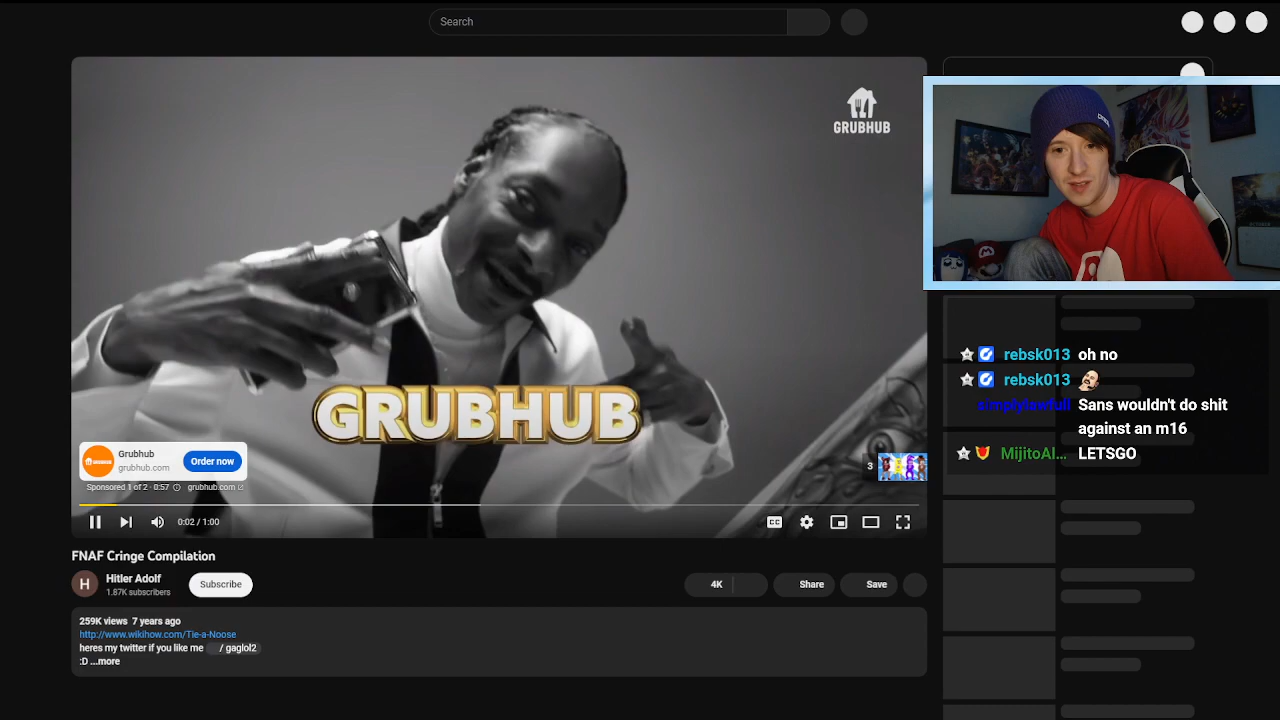 Search
GRUBHUB
GRUBHUB
Grubhub
grubhub.com
Order now
Sponsored 1 of 2 · 0:57
grubhub.com
3
0:02 / 1:00
CC
FNAF Cringe Compilation
H
Hitler Adolf
1.87K subscribers
Subscribe
4K
Share
Save
259K views 7 years ago
http://www.wikihow.com/Tie-a-Noose
heres my twitter if you like me / gaglol2
:D ...more
rebsk013 oh no
rebsk013
simplylawfull Sans wouldn't do shit
against an m16
MijitoAl... LETSGO